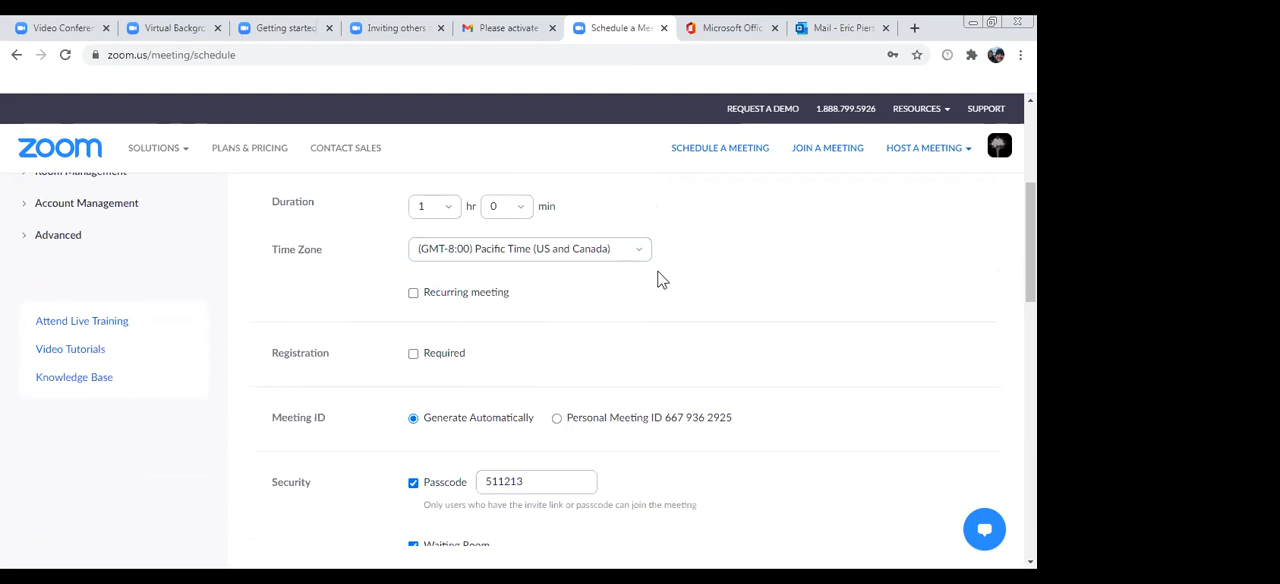 Video Conferen
Virtual Backgro
Getting started
Inviting others
Please activate
Schedule a Mee
Microsoft Offic
Mail - Eric Piers
zoom.us/meeting/schedule
REQUEST A DEMO 1.888.799.5926 RESOURCES SUPPORT
zoom SOLUTIONS PLANS & PRICING CONTACT SALES SCHEDULE A MEETING JOIN A MEETING HOST A MEETING
Room Management
Account Management
Advanced
Attend Live Training
Video Tutorials
Knowledge Base
Duration 1 hr 0 min
Time Zone (GMT-8:00) Pacific Time (US and Canada)
Recurring meeting
Registration Required
Meeting ID Generate Automatically Personal Meeting ID 667 936 2925
Security Passcode 511213
Only users who have the invite link or passcode can join the meeting
Waiting Room